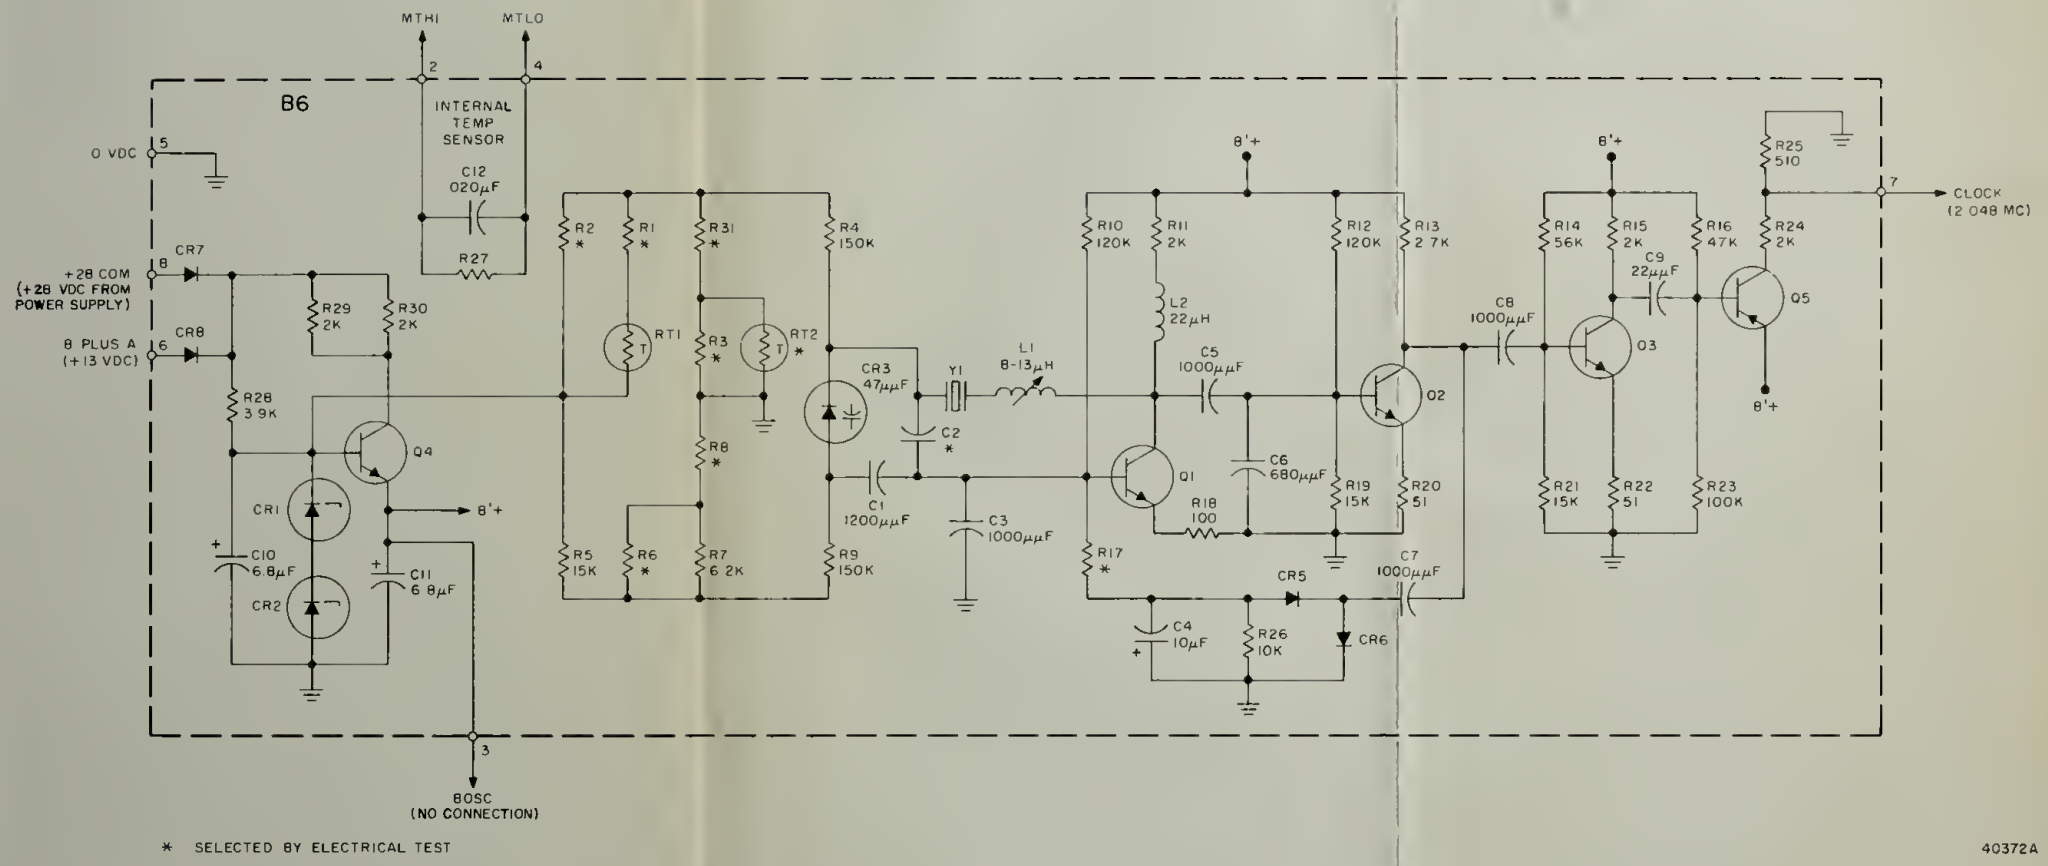 MTHI
MTLO
2
4
B6
INTERNAL
TEMP
SENSOR
0 VDC
5
C12
020µF
R27
CR7
8
+28 COM
(+28 VDC FROM
POWER SUPPLY)
CR8
6
B PLUS A
(+13 VDC)
R29
2K
R30
2K
R28
3.9K
Q4
CR1
CR2
B'+
C10
+
6.8µF
C11
+
6 8µF
3
BOSC
(NO CONNECTION)
R2
*
R1
*
R31
*
R4
150K
RT1
T
R3
*
RT2
T
*
R8
*
R5
15K
R6
*
R7
6 2K
R9
150K
CR3
47µµF
Y1
L1
8-13µH
C2
*
C1
1200µµF
C3
1000µµF
B'+
R10
120K
R11
2K
R12
120K
R13
2 7K
L2
22µH
C5
1000µµF
Q2
Q1
C6
680µµF
R18
100
R19
15K
R20
51
R17
*
C7
1000µµF
CR5
C4
10µF
+
R26
10K
CR6
B'+
R14
56K
R15
2K
R16
47K
C8
1000µµF
C9
22µµF
Q3
R21
15K
R22
51
R23
100K
R25
510
R24
2K
Q5
B'+
7
CLOCK
(2 048 MC)
* SELECTED BY ELECTRICAL TEST
40372A